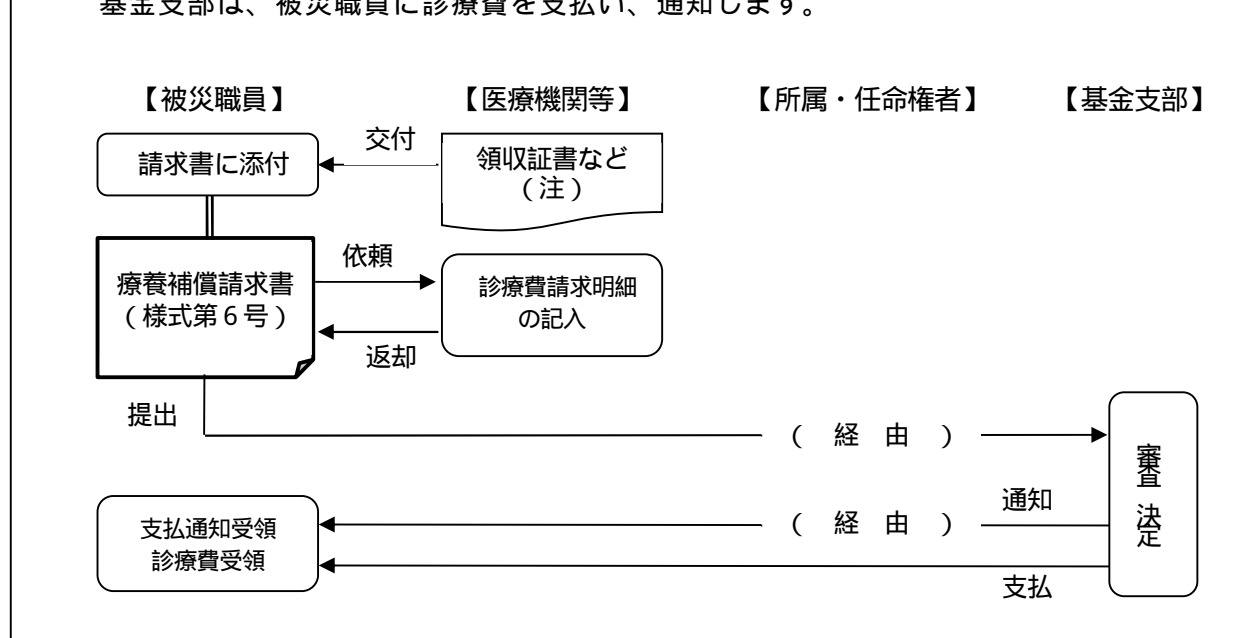 基金支部は、被災職員に診療費を支払い、通知します。
【被災職員】
【医療機関等】
【所属・任命権者】
【基金支部】
請求書に添付
交付
領収証書など
（注）
療養補償請求書
（様式第６号）
依頼
診療費請求明細
の記入
返却
提出
（　経　由　）
審査
決定
通知
支払通知受領
診療費受領
（　経　由　）
支払